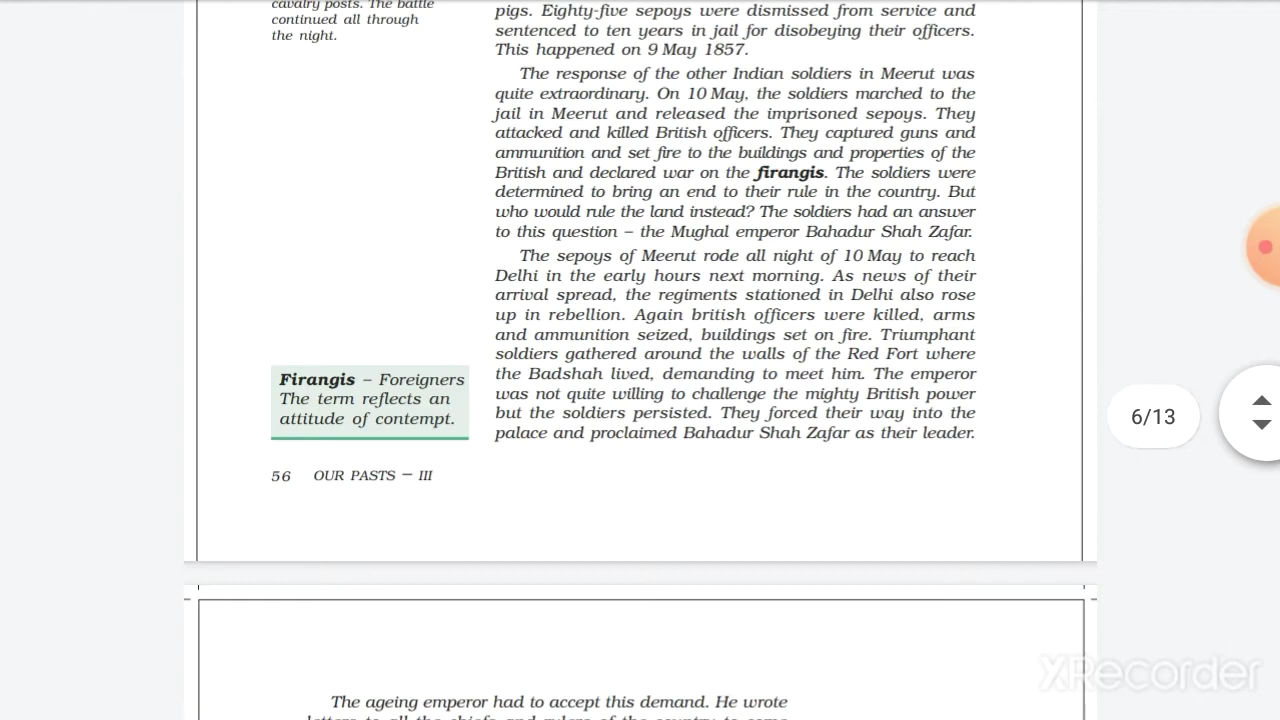 cavalry posts. The battle
continued all through
the night.
pigs. Eighty-five sepoys were dismissed from service and
sentenced to ten years in jail for disobeying their officers.
This happened on 9 May 1857.
The response of the other Indian soldiers in Meerut was
quite extraordinary. On 10 May, the soldiers marched to the
jail in Meerut and released the imprisoned sepoys. They
attacked and killed British officers. They captured guns and
ammunition and set fire to the buildings and properties of the
British and declared war on the firangis. The soldiers were
determined to bring an end to their rule in the country. But
who would rule the land instead? The soldiers had an answer
to this question – the Mughal emperor Bahadur Shah Zafar.
The sepoys of Meerut rode all night of 10 May to reach
Delhi in the early hours next morning. As news of their
arrival spread, the regiments stationed in Delhi also rose
up in rebellion. Again british officers were killed, arms
and ammunition seized, buildings set on fire. Triumphant
soldiers gathered around the walls of the Red Fort where
the Badshah lived, demanding to meet him. The emperor
was not quite willing to challenge the mighty British power
but the soldiers persisted. They forced their way into the
palace and proclaimed Bahadur Shah Zafar as their leader.
Firangis – Foreigners
The term reflects an
attitude of contempt.
56 OUR PASTS – III
6/13
The ageing emperor had to accept this demand. He wrote
letters to all the chiefs and rulers of the country to come
XRecorder